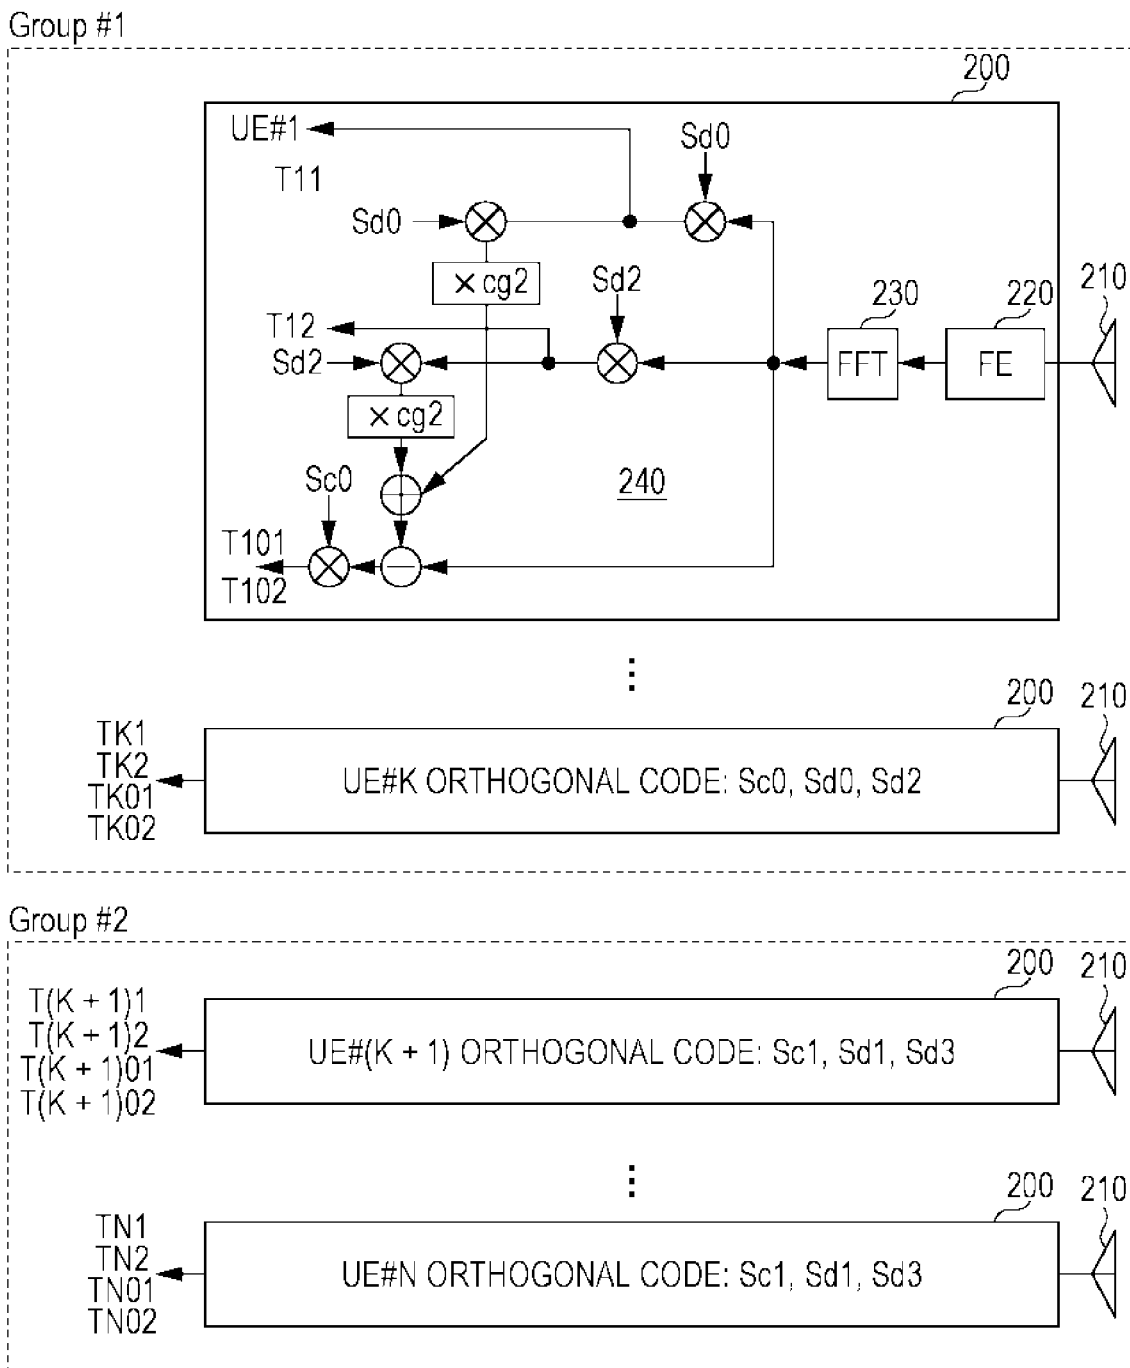 Group #1
200
UE#1
Sd0
T11
Sd0
× cg2
Sd2
230
220
210
T12
Sd2
FFT
FE
× cg2
Sc0
240
T101
T102
200
210
TK1
TK2
TK01
TK02
UE#K ORTHOGONAL CODE: Sc0, Sd0, Sd2
Group #2
200
210
T(K + 1)1
T(K + 1)2
T(K + 1)01
T(K + 1)02
UE#(K + 1) ORTHOGONAL CODE: Sc1, Sd1, Sd3
200
210
TN1
TN2
TN01
TN02
UE#N ORTHOGONAL CODE: Sc1, Sd1, Sd3